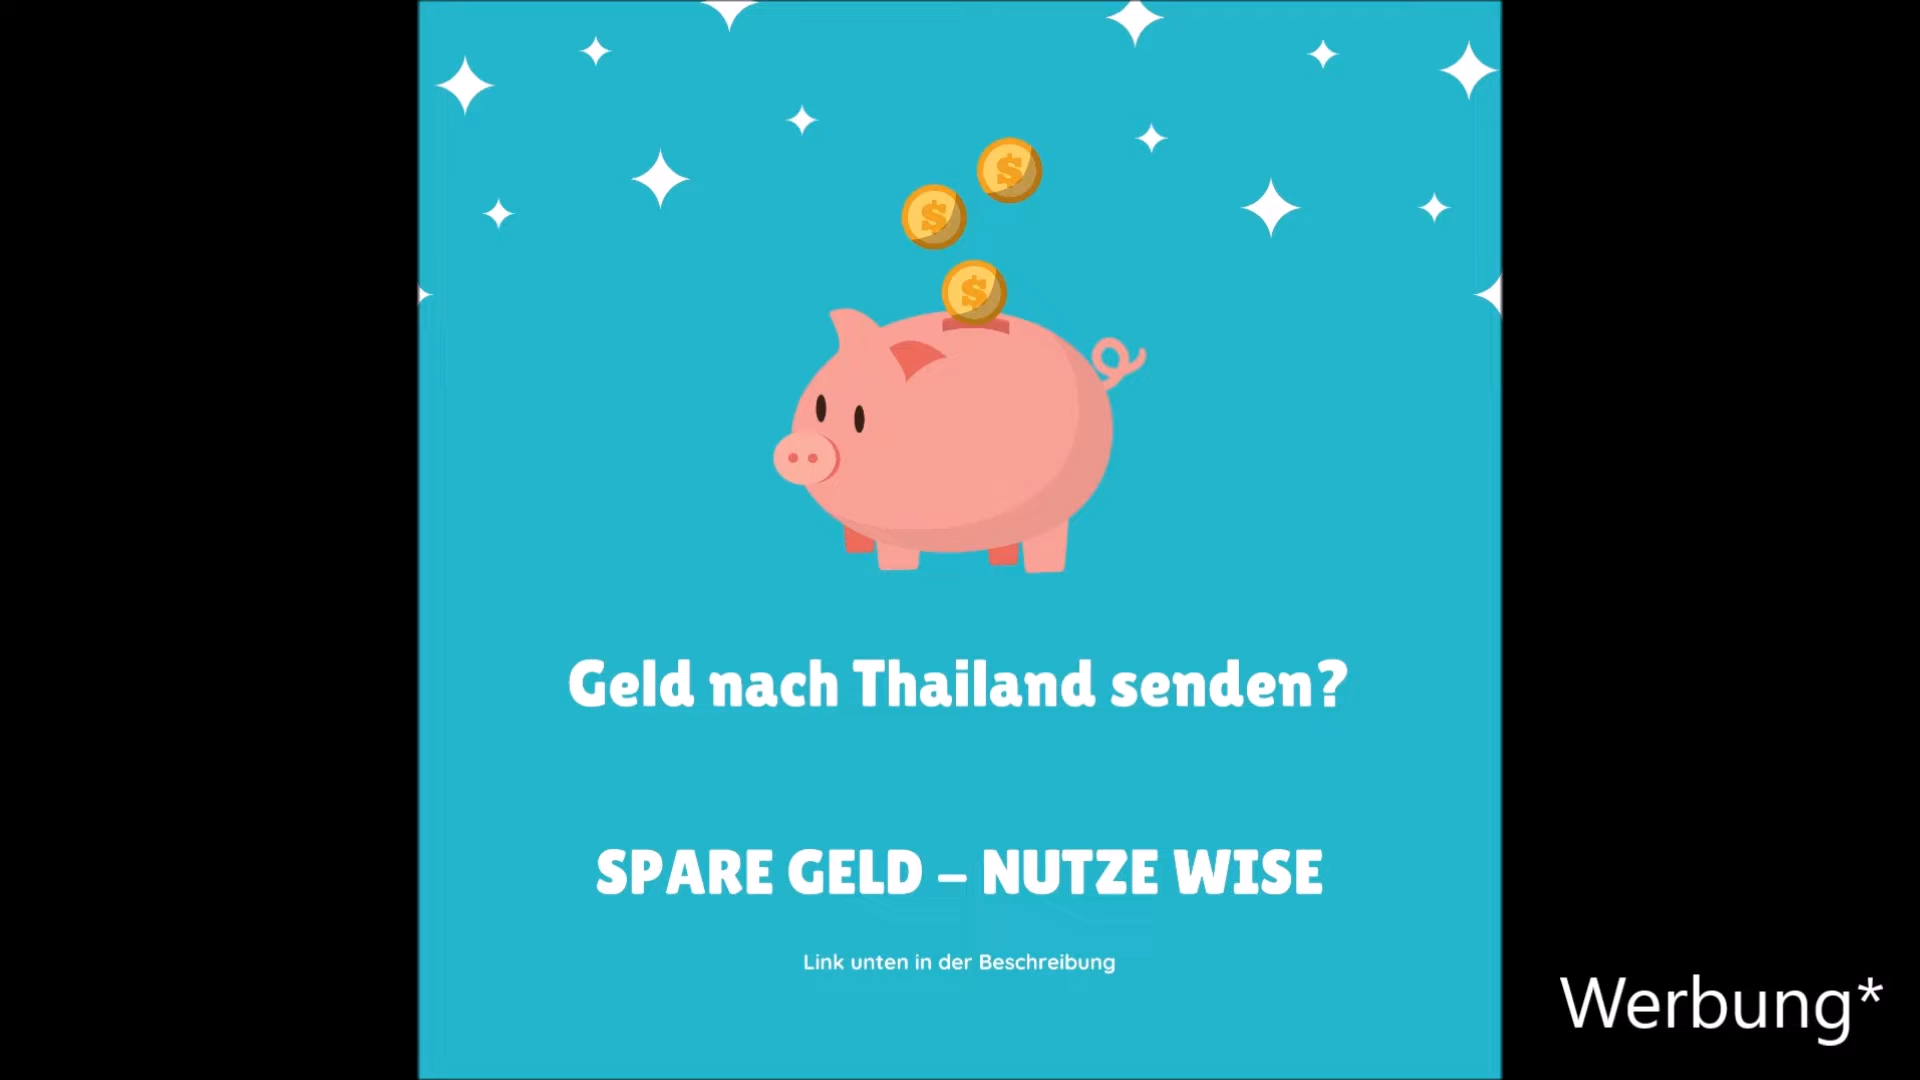 Geld nach Thailand senden?
SPARE GELD – NUTZE WISE
Link unten in der Beschreibung
Werbung*